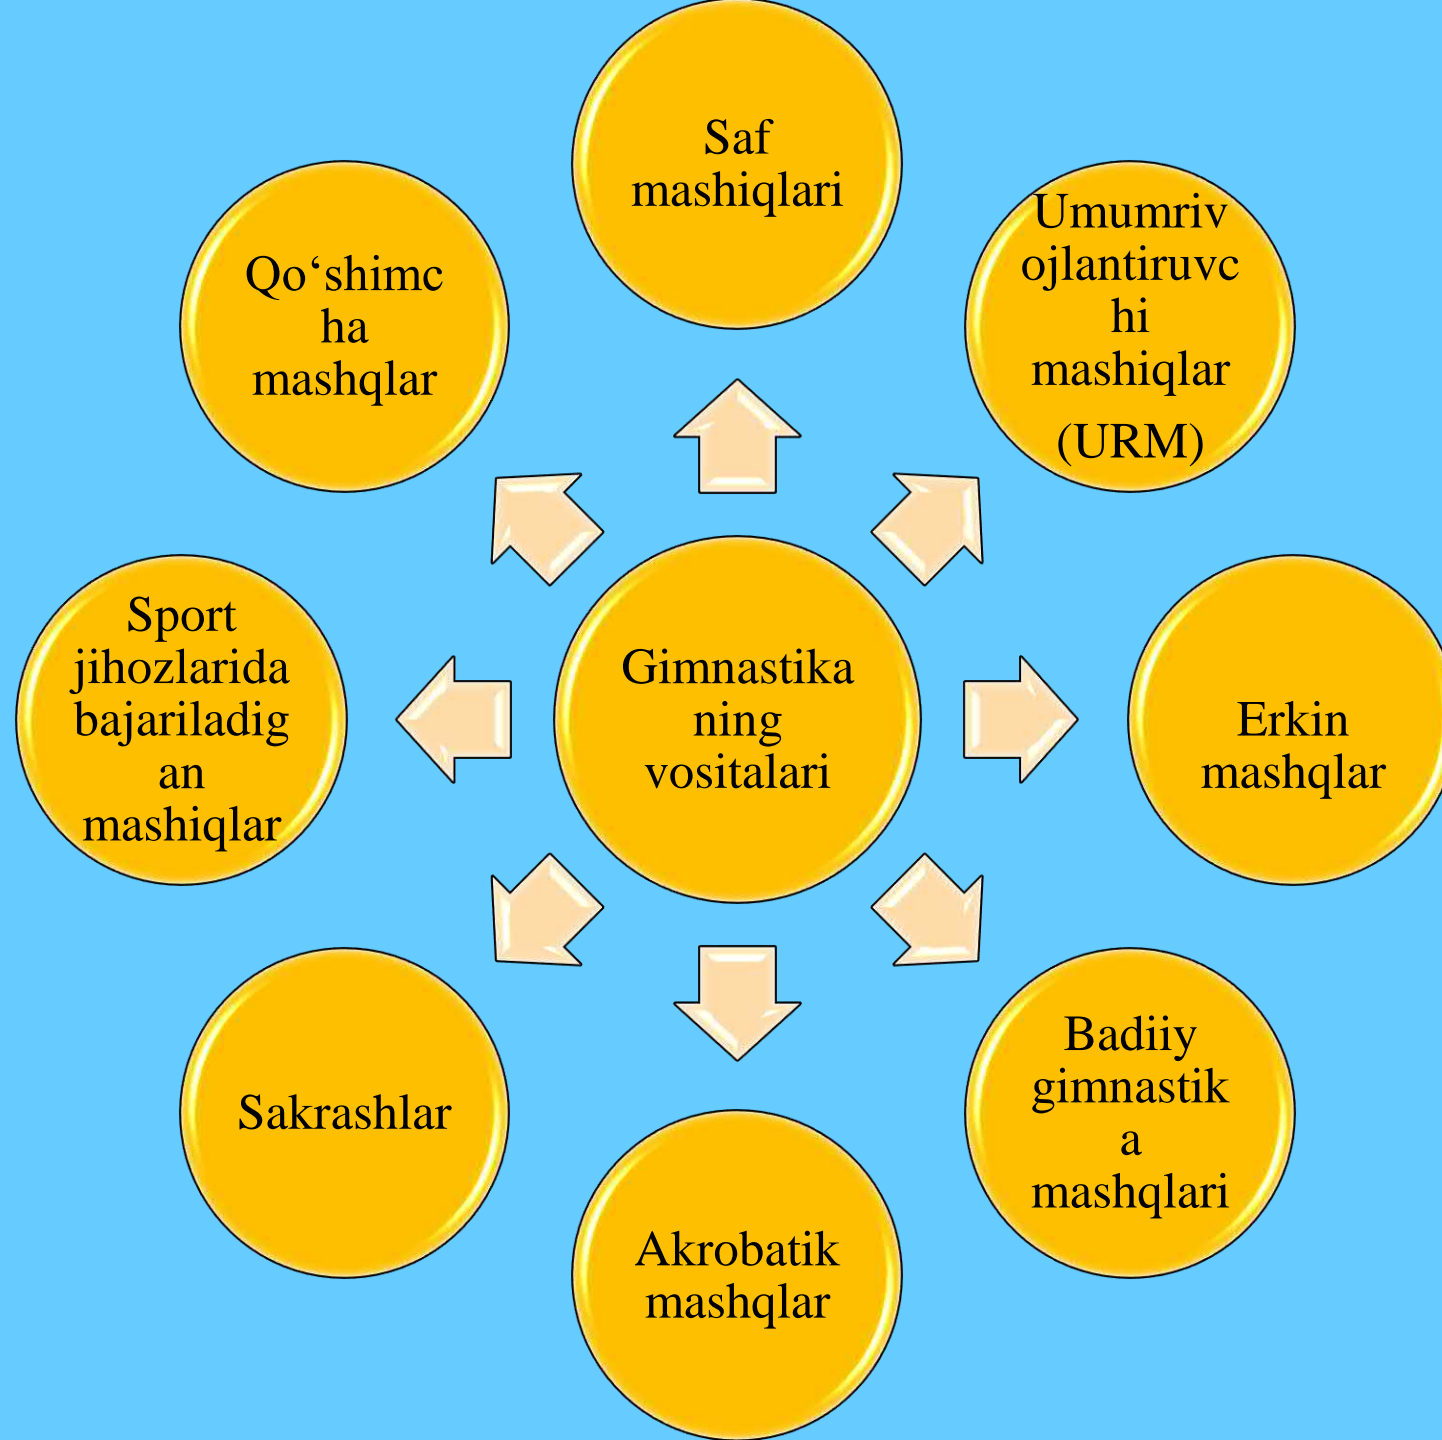 Saf
mashiqlari
Umumriv
ojlantiruvc
hi
mashiqlar
(URM)
Erkin
mashqlar
Badiiy
gimnastik
a
mashqlari
Akrobatik
mashqlar
Sakrashlar
Sport
jihozlarida
bajariladig
an
mashiqlar
Qo‘shimc
ha
mashqlar
Gimnastika
ning
vositalari